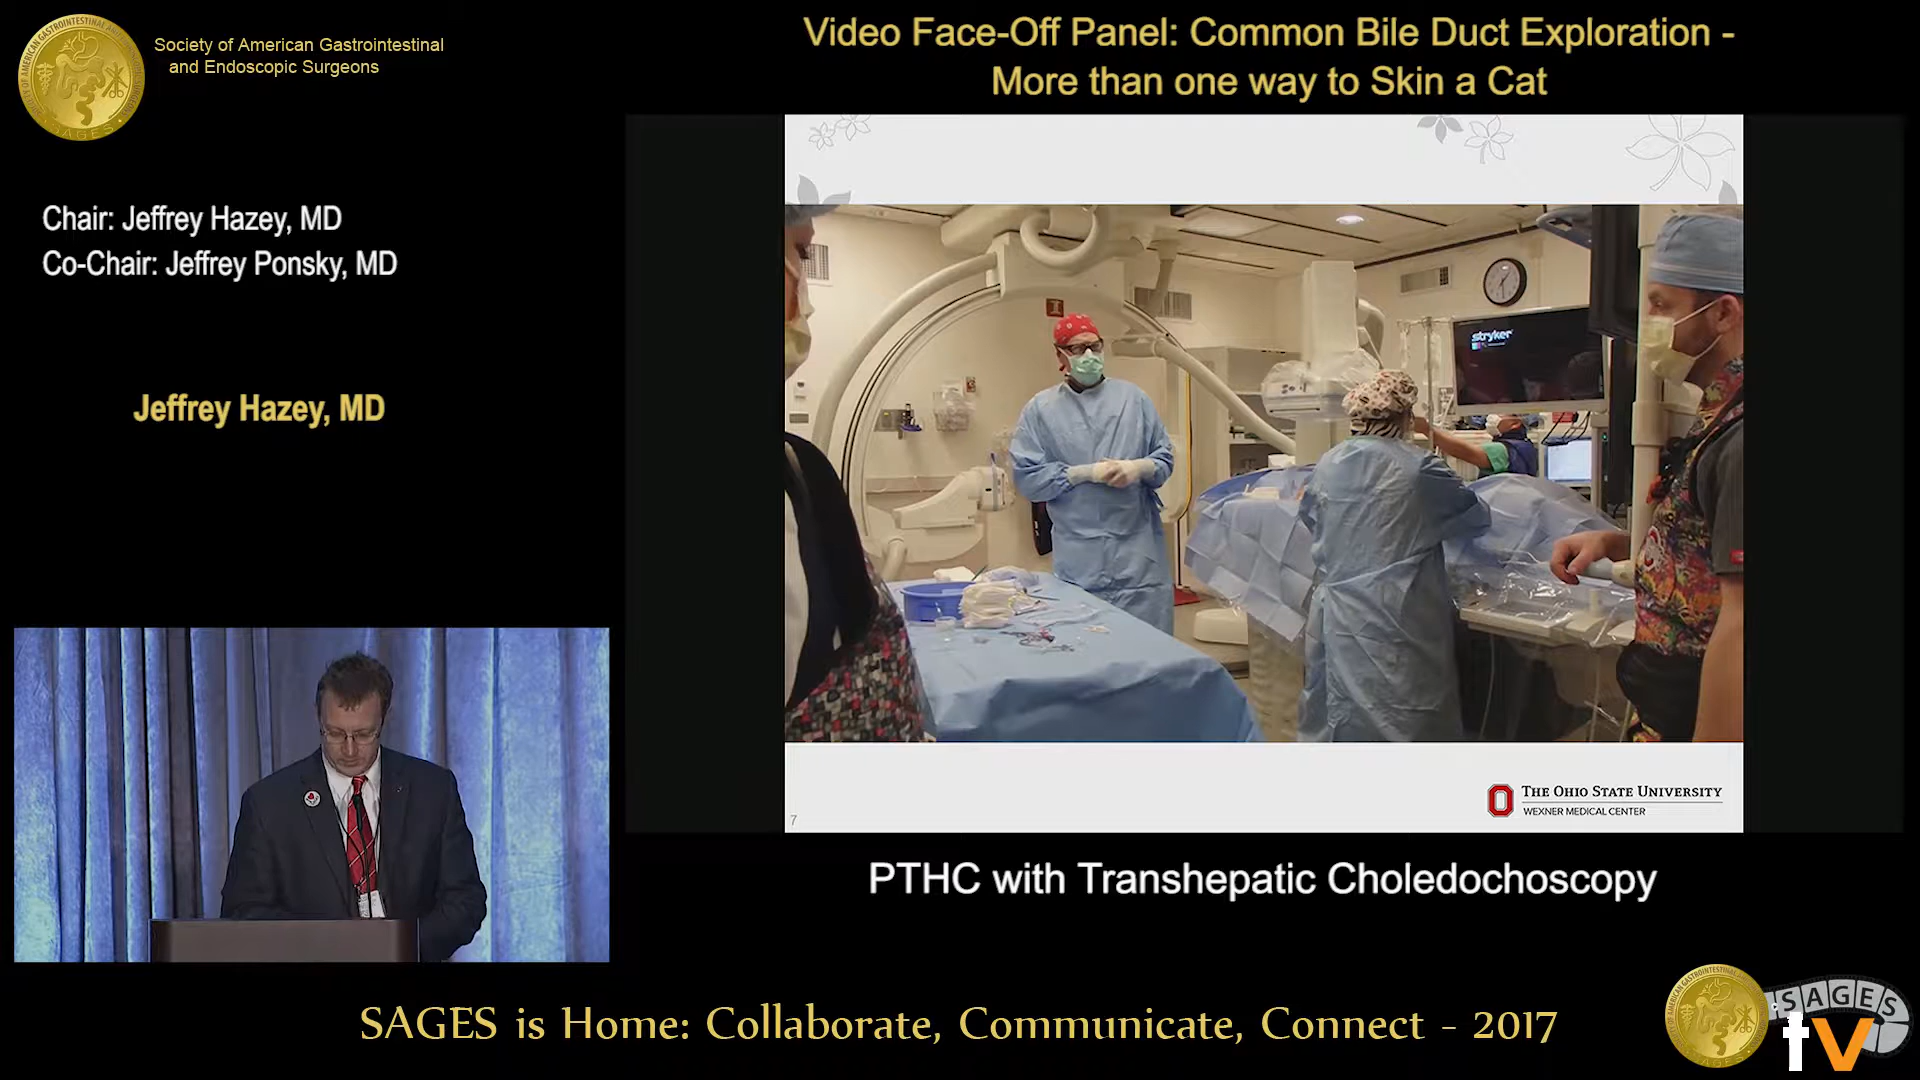 Society of American Gastrointestinal
and Endoscopic Surgeons
Video Face-Off Panel: Common Bile Duct Exploration -
More than one way to Skin a Cat
Chair: Jeffrey Hazey, MD
Co-Chair: Jeffrey Ponsky, MD
Jeffrey Hazey, MD
stryker
THE OHIO STATE UNIVERSITY
WEXNER MEDICAL CENTER
7
PTHC with Transhepatic Choledochoscopy
SAGES is Home: Collaborate, Communicate, Connect - 2017
SAGES
tv